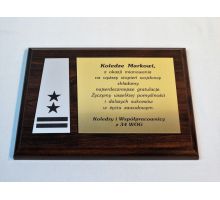 Koledze Markowi,
z okazji mianowania
na wyższy stopień wojskowy
składamy
najserdeczniejsze gratulacje
Życzymy wszelkiej pomyślności
i dalszych sukcesów
w życiu zawodowym.
Koledzy i Współpracownicy
z 34 WOG